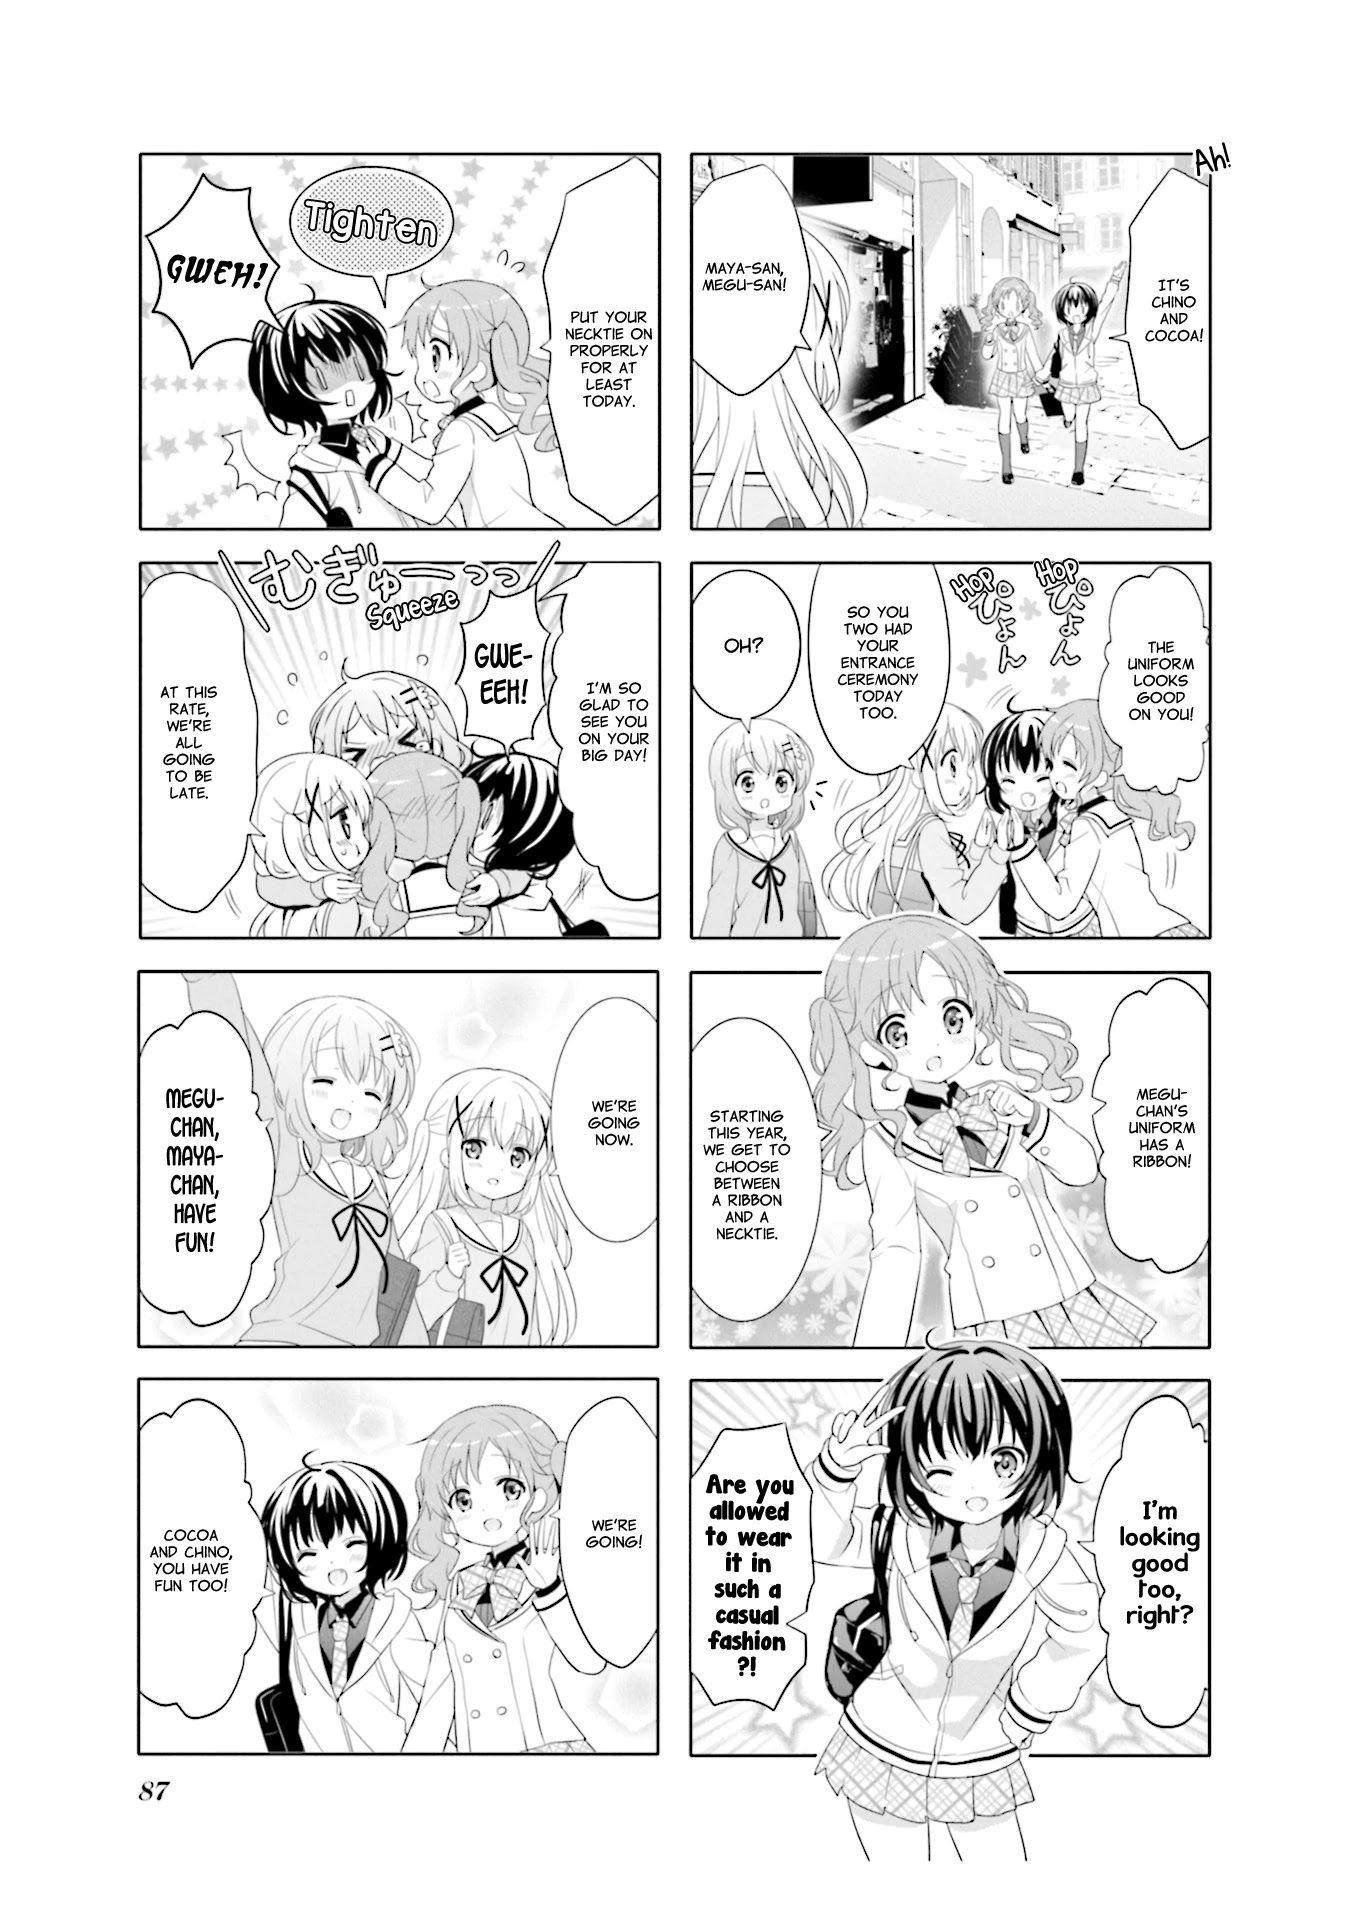 Ah!
IT'S
CHINO
AND
COCOA!
MAYA-SAN,
MEGU-SAN!
THE
UNIFORM
LOOKS
GOOD
ON YOU!
HOP
ぴょん
HOP
ぴょん
SO YOU
TWO HAD
YOUR
ENTRANCE
CEREMONY
TODAY
TOO.
OH?
MEGU-
CHAN'S
UNIFORM
HAS A
RIBBON!
STARTING
THIS YEAR,
WE GET TO
CHOOSE
BETWEEN
A RIBBON
AND A
NECKTIE.
I'm
looking
good
too,
right?
Are you
allowed
to wear
it in
such a
casual
fashion
?!
PUT YOUR
NECKTIE ON
PROPERLY
FOR AT
LEAST
TODAY.
Tighten
GWEH!
I'M SO
GLAD TO
SEE YOU
ON YOUR
BIG DAY!
GWE-
EEH!
むぎゅーっっ
Squeeze
AT THIS
RATE,
WE'RE
ALL
GOING
TO BE
LATE.
WE'RE
GOING
NOW.
MEGU-
CHAN,
MAYA-
CHAN,
HAVE
FUN!
WE'RE
GOING!
COCOA
AND CHINO,
YOU HAVE
FUN TOO!
87